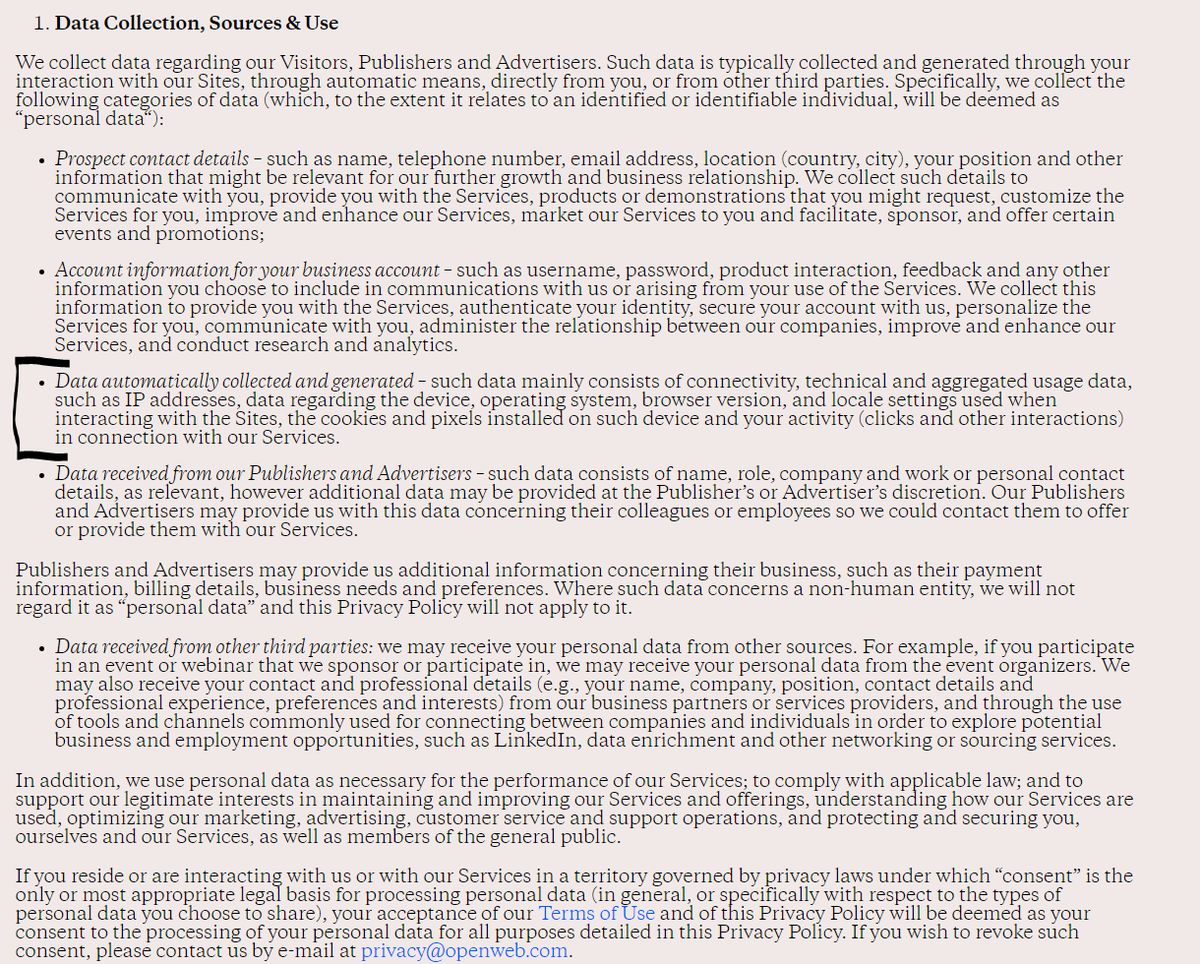 1. Data Collection, Sources & Use
We collect data regarding our Visitors, Publishers and Advertisers. Such data is typically collected and generated through your
interaction with our Sites, through automatic means, directly from you, or from other third parties. Specifically, we collect the
following categories of data (which, to the extent it relates to an identified or identifiable individual, will be deemed as
“personal data“):
• Prospect contact details – such as name, telephone number, email address, location (country, city), your position and other
information that might be relevant for our further growth and business relationship. We collect such details to
communicate with you, provide you with the Services, products or demonstrations that you might request, customize the
Services for you, improve and enhance our Services, market our Services to you and facilitate, sponsor, and offer certain
events and promotions;
• Account information for your business account – such as username, password, product interaction, feedback and any other
information you choose to include in communications with us or arising from your use of the Services. We collect this
information to provide you with the Services, authenticate your identity, secure your account with us, personalize the
Services for you, communicate with you, administer the relationship between our companies, improve and enhance our
Services, and conduct research and analytics.
• Data automatically collected and generated – such data mainly consists of connectivity, technical and aggregated usage data,
such as IP addresses, data regarding the device, operating system, browser version, and locale settings used when
interacting with the Sites, the cookies and pixels installed on such device and your activity (clicks and other interactions)
in connection with our Services.
• Data received from our Publishers and Advertisers – such data consists of name, role, company and work or personal contact
details, as relevant, however additional data may be provided at the Publisher’s or Advertiser’s discretion. Our Publishers
and Advertisers may provide us with this data concerning their colleagues or employees so we could contact them to offer
or provide them with our Services.
Publishers and Advertisers may provide us additional information concerning their business, such as their payment
information, billing details, business needs and preferences. Where such data concerns a non-human entity, we will not
regard it as “personal data” and this Privacy Policy will not apply to it.
• Data received from other third parties: we may receive your personal data from other sources. For example, if you participate
in an event or webinar that we sponsor or participate in, we may receive your personal data from the event organizers. We
may also receive your contact and professional details (e.g., your name, company, position, contact details and
professional experience, preferences and interests) from our business partners or services providers, and through the use
of tools and channels commonly used for connecting between companies and individuals in order to explore potential
business and employment opportunities, such as LinkedIn, data enrichment and other networking or sourcing services.
In addition, we use personal data as necessary for the performance of our Services; to comply with applicable law; and to
support our legitimate interests in maintaining and improving our Services and offerings, understanding how our Services are
used, optimizing our marketing, advertising, customer service and support operations, and protecting and securing you,
ourselves and our Services, as well as members of the general public.
If you reside or are interacting with us or with our Services in a territory governed by privacy laws under which “consent” is the
only or most appropriate legal basis for processing personal data (in general, or specifically with respect to the types of
personal data you choose to share), your acceptance of our Terms of Use and of this Privacy Policy will be deemed as your
consent to the processing of your personal data for all purposes detailed in this Privacy Policy. If you wish to revoke such
consent, please contact us by e-mail at privacy@openweb.com.